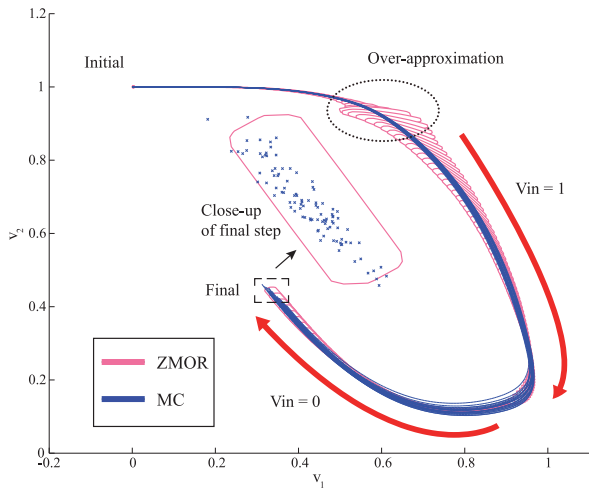 1.2
Initial
Over-approximation
1
0.8
Vin = 1
v2
0.6
Close-up
of final step
Final
0.4
ZMOR
0.2
MC
Vin = 0
0
-0.2
0
0.2
0.4
0.6
0.8
1
v1